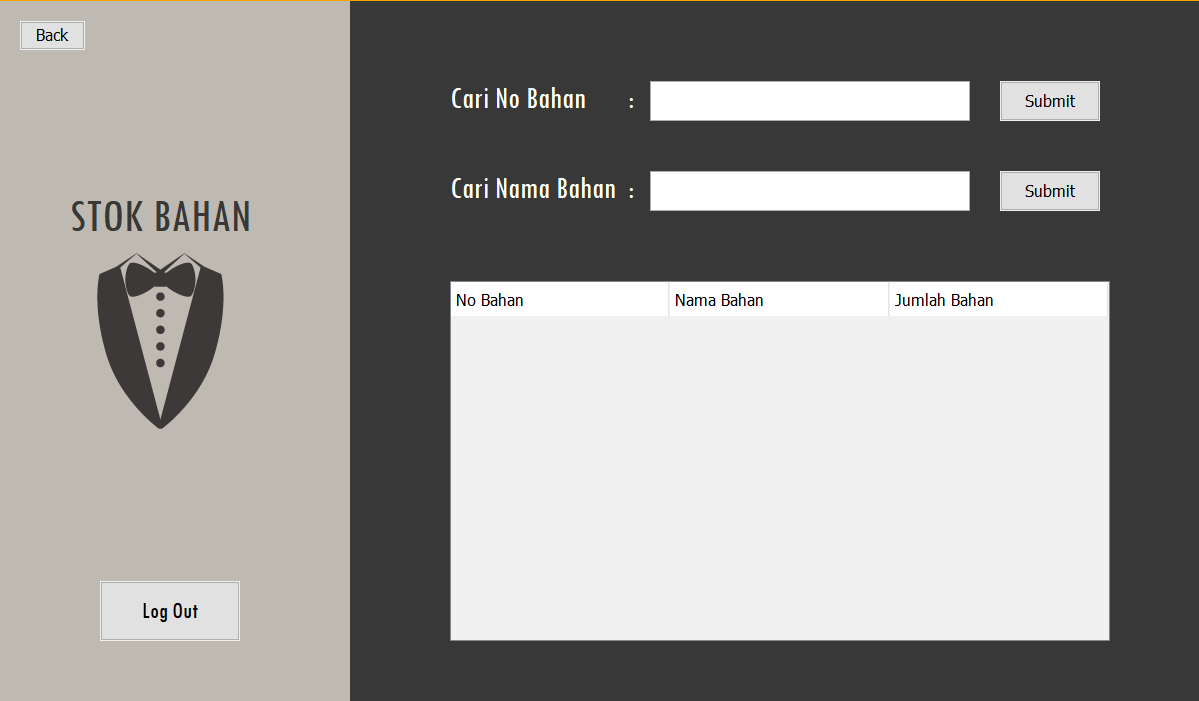 Back
STOK BAHAN
Log Out
Cari No Bahan :
Submit
Cari Nama Bahan :
Submit
No Bahan Nama Bahan Jumlah Bahan